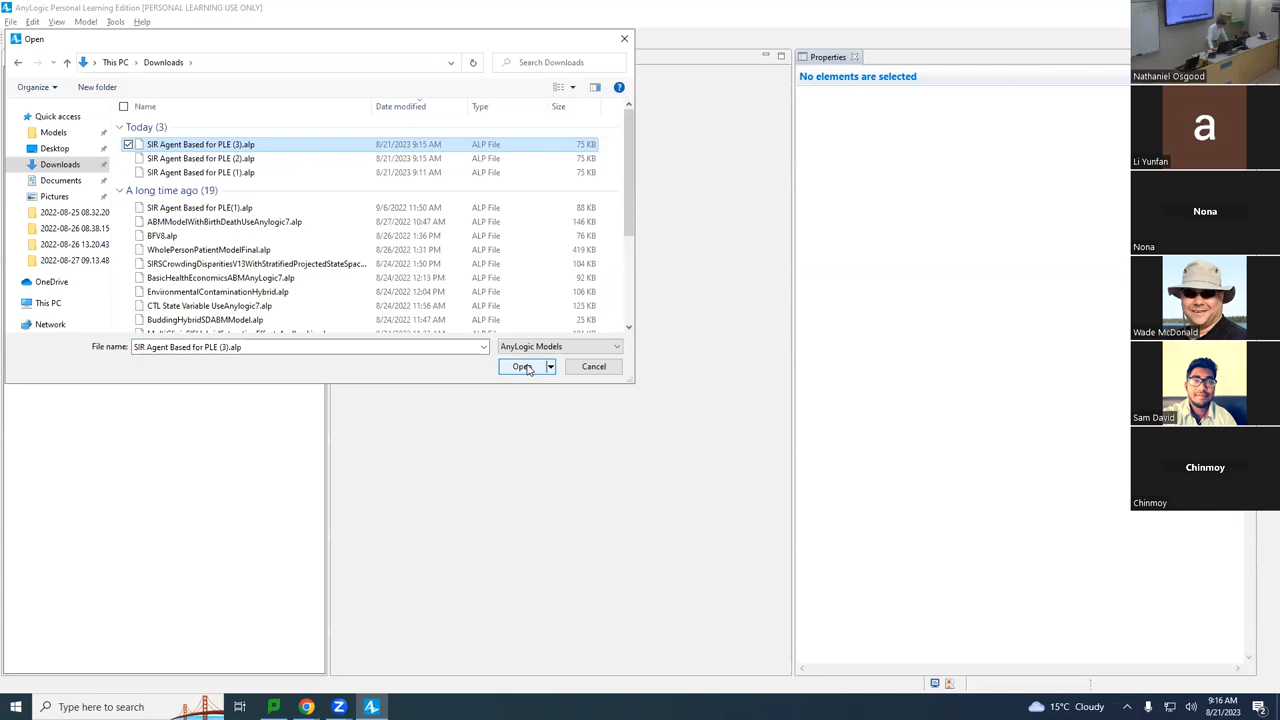 AnyLogic Personal Learning Edition [PERSONAL LEARNING USE ONLY]
File Edit View Model Tools Help
Open
This PC Downloads
Search Downloads
Organize New folder
Name Date modified Type Size
Quick access
Models
Desktop
Downloads
Documents
Pictures
2022-08-25 08.32.20
2022-08-26 08.38.15
2022-08-26 13.20.43
2022-08-27 09.13.48
OneDrive
This PC
Network
Today (3)
SIR Agent Based for PLE (3).alp 8/21/2023 9:15 AM ALP File 75 KB
SIR Agent Based for PLE (2).alp 8/21/2023 9:15 AM ALP File 75 KB
SIR Agent Based for PLE (1).alp 8/21/2023 9:11 AM ALP File 75 KB
A long time ago (19)
SIR Agent Based for PLE(1).alp 9/6/2022 11:50 AM ALP File 88 KB
ABMModelWithBirthDeathUseAnylogic7.alp 8/27/2022 10:47 AM ALP File 146 KB
BFV8.alp 8/26/2022 1:36 PM ALP File 76 KB
WholePersonPatientModelFinal.alp 8/26/2022 1:31 PM ALP File 419 KB
SIRSCrowdingDisparitiesV13WithStratifiedProjectedStateSpac... 8/24/2022 1:50 PM ALP File 104 KB
BasicHealthEconomicsABMAnyLogic7.alp 8/24/2022 12:13 PM ALP File 92 KB
EnvironmentalContaminationHybrid.alp 8/24/2022 12:04 PM ALP File 106 KB
CTL State Variable UseAnylogic7.alp 8/24/2022 11:56 AM ALP File 125 KB
BuddingHybridSDABMModel.alp 8/24/2022 11:47 AM ALP File 25 KB
File name: SIR Agent Based for PLE (3).alp AnyLogic Models
Open Cancel
Properties
No elements are selected
Nathaniel Osgood
a
Li Yunfan
Nona
Nona
Wade McDonald
Sam David
Chinmoy
Chinmoy
Type here to search
15°C Cloudy
9:16 AM
8/21/2023
2